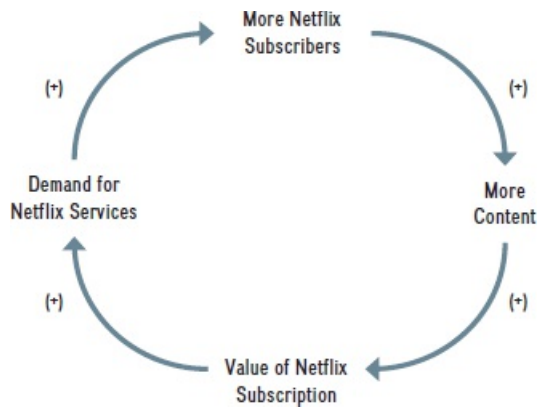 More Netflix
Subscribers
(+)
(+)
Demand for
Netflix Services
More
Content
(+)
(+)
Value of Netflix
Subscription